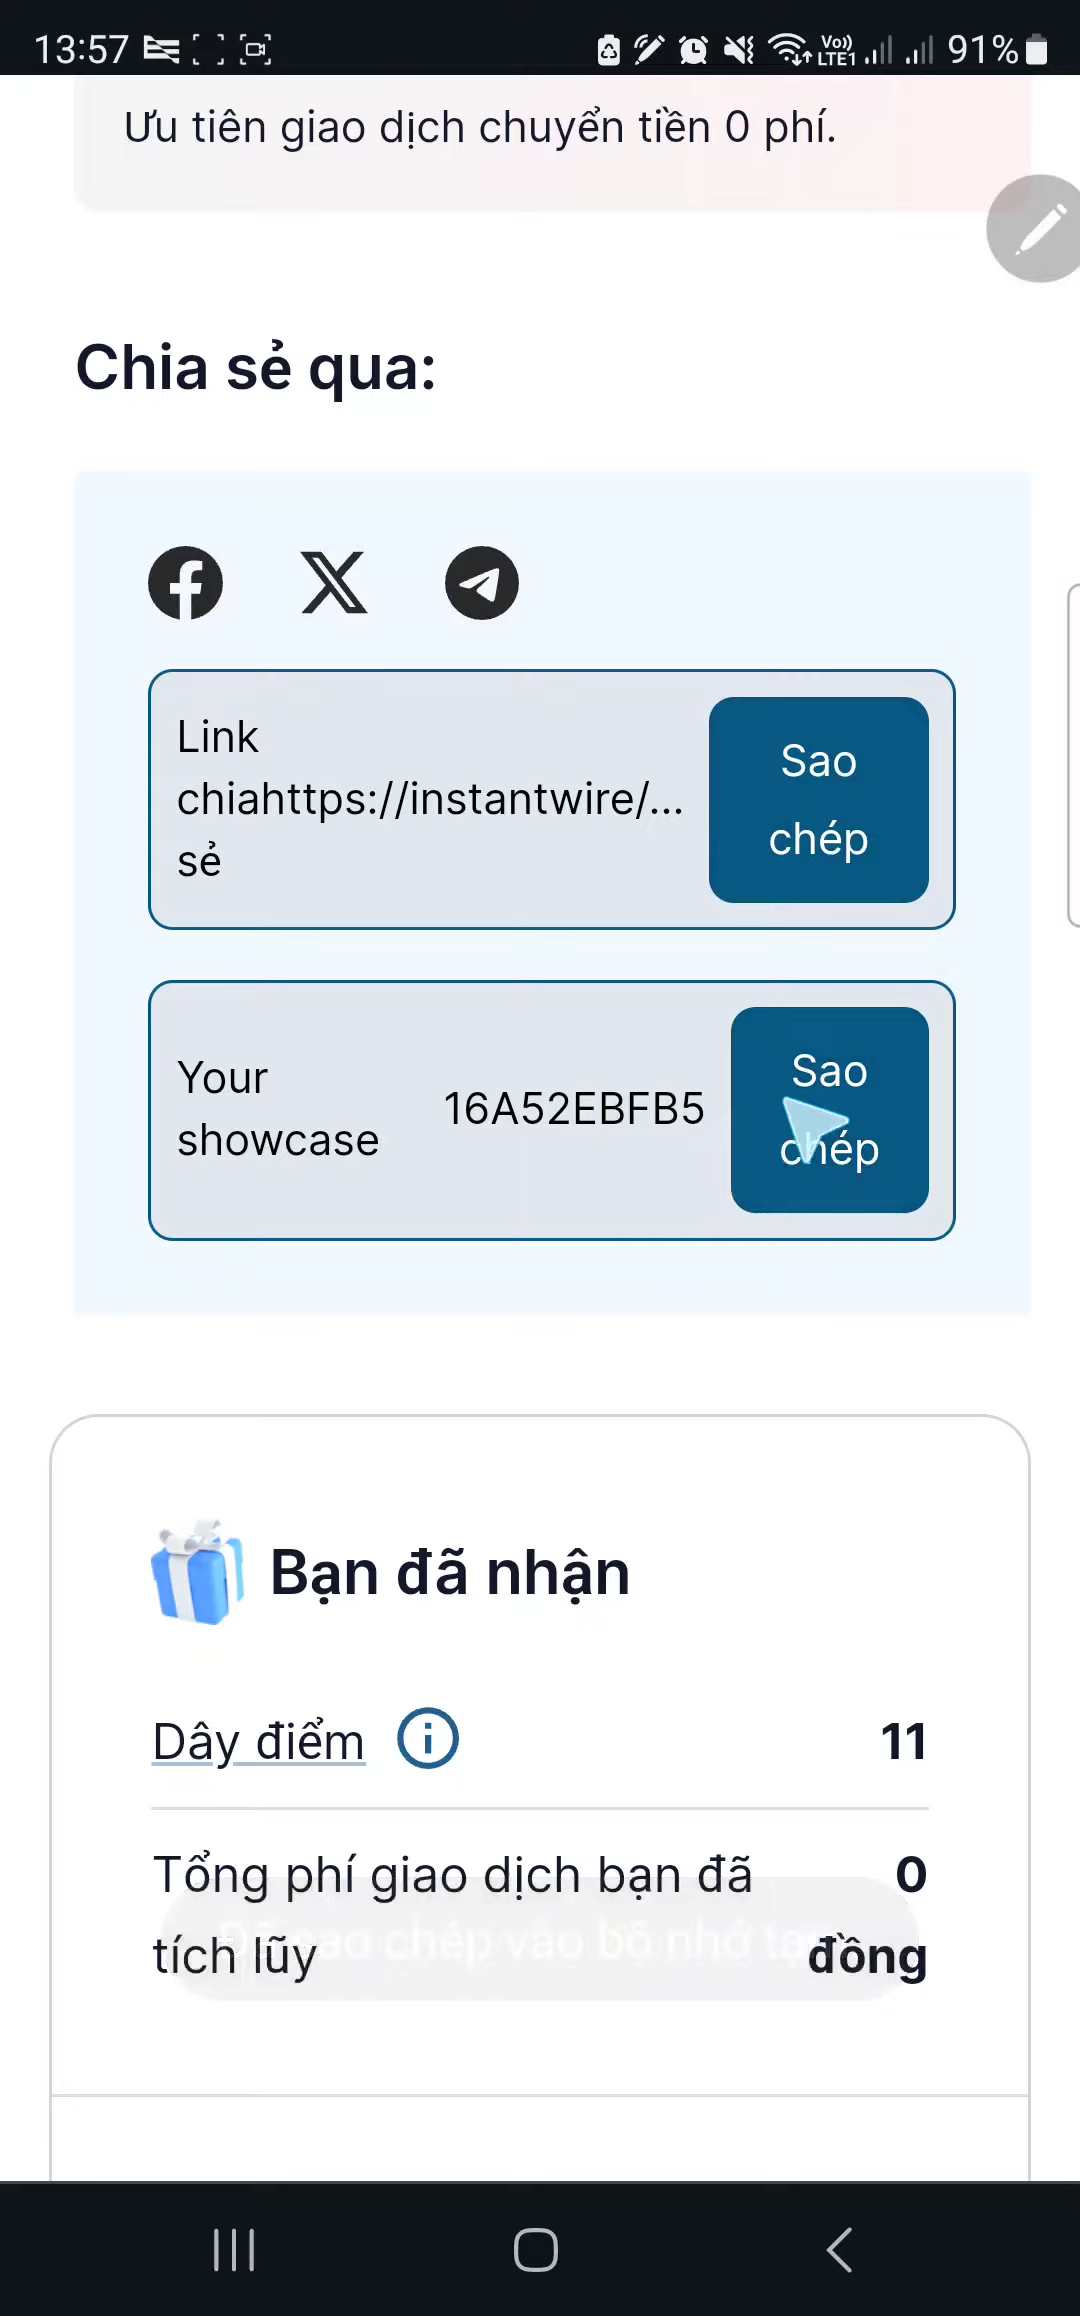 13:57 Vo)) LTE1 91%
Ưu tiên giao dịch chuyển tiền 0 phí.
Chia sẻ qua:
Link
chiahttps://instantwire/...
sẻ
Sao
chép
Your
showcase
16A52EBFB5
Sao
chép
Bạn đã nhận
Dây điểm 11
Tổng phí giao dịch bạn đã
tích lũy
0
đồng
Đã sao chép vào bộ nhớ tạm